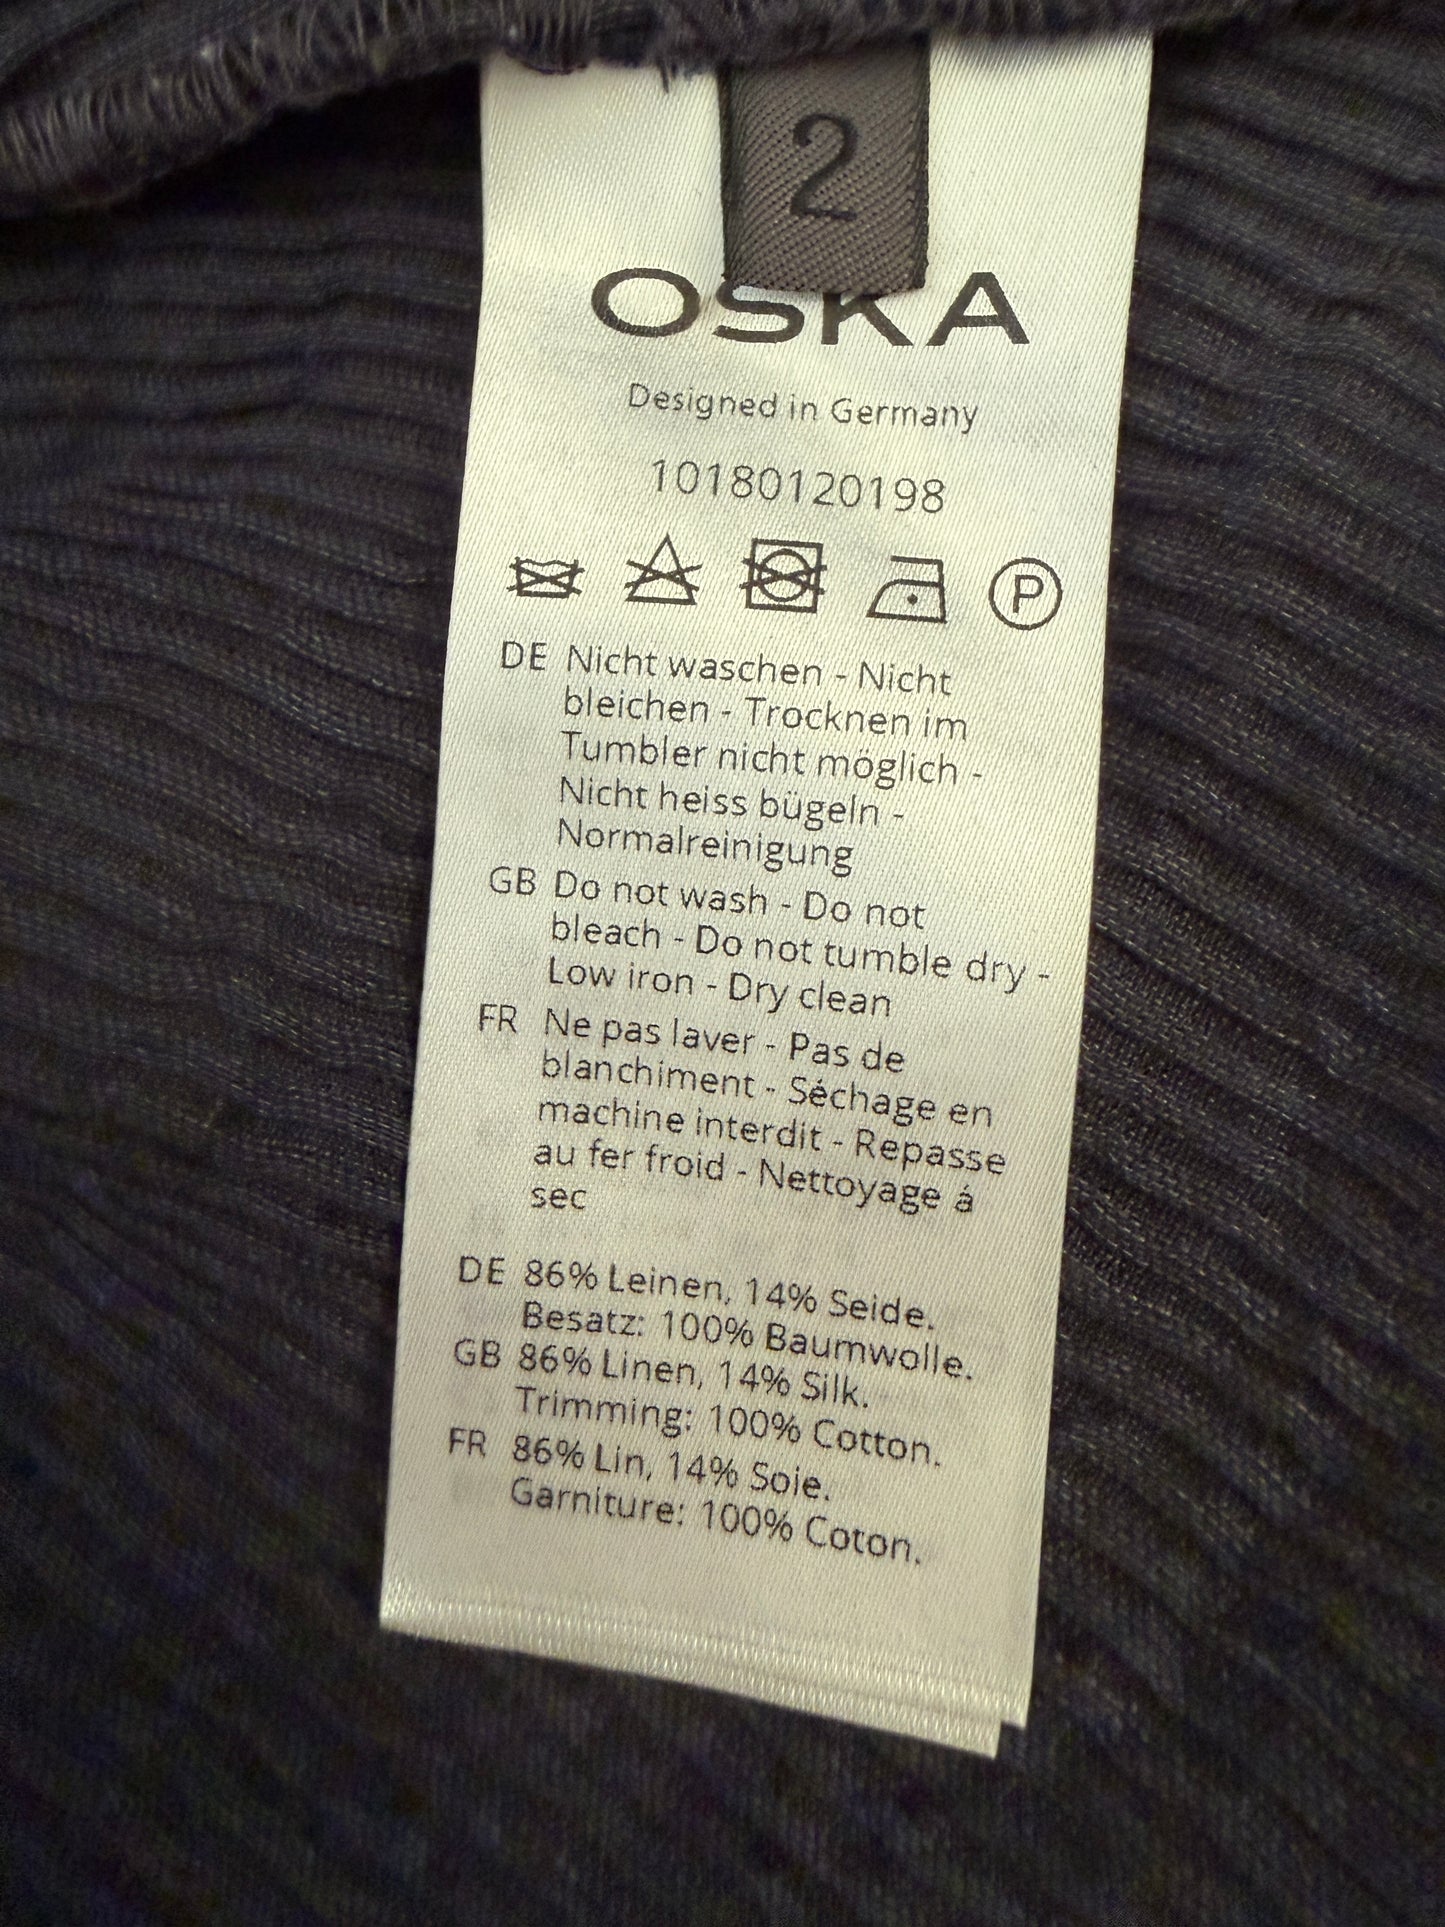 2
OSKA
Designed in Germany
10180120198
P
DE Nicht waschen - Nicht
bleichen - Trocknen im
Tumbler nicht möglich -
Nicht heiss bügeln -
Normalreinigung
GB Do not wash - Do not
bleach - Do not tumble dry -
Low iron - Dry clean
FR Ne pas laver - Pas de
blanchiment - Séchage en
machine interdit - Repasse
au fer froid - Nettoyage á
sec
DE 86% Leinen, 14% Seide.
Besatz: 100% Baumwolle.
GB 86% Linen, 14% Silk.
Trimming: 100% Cotton.
FR 86% Lin, 14% Soie.
Garniture: 100% Coton.